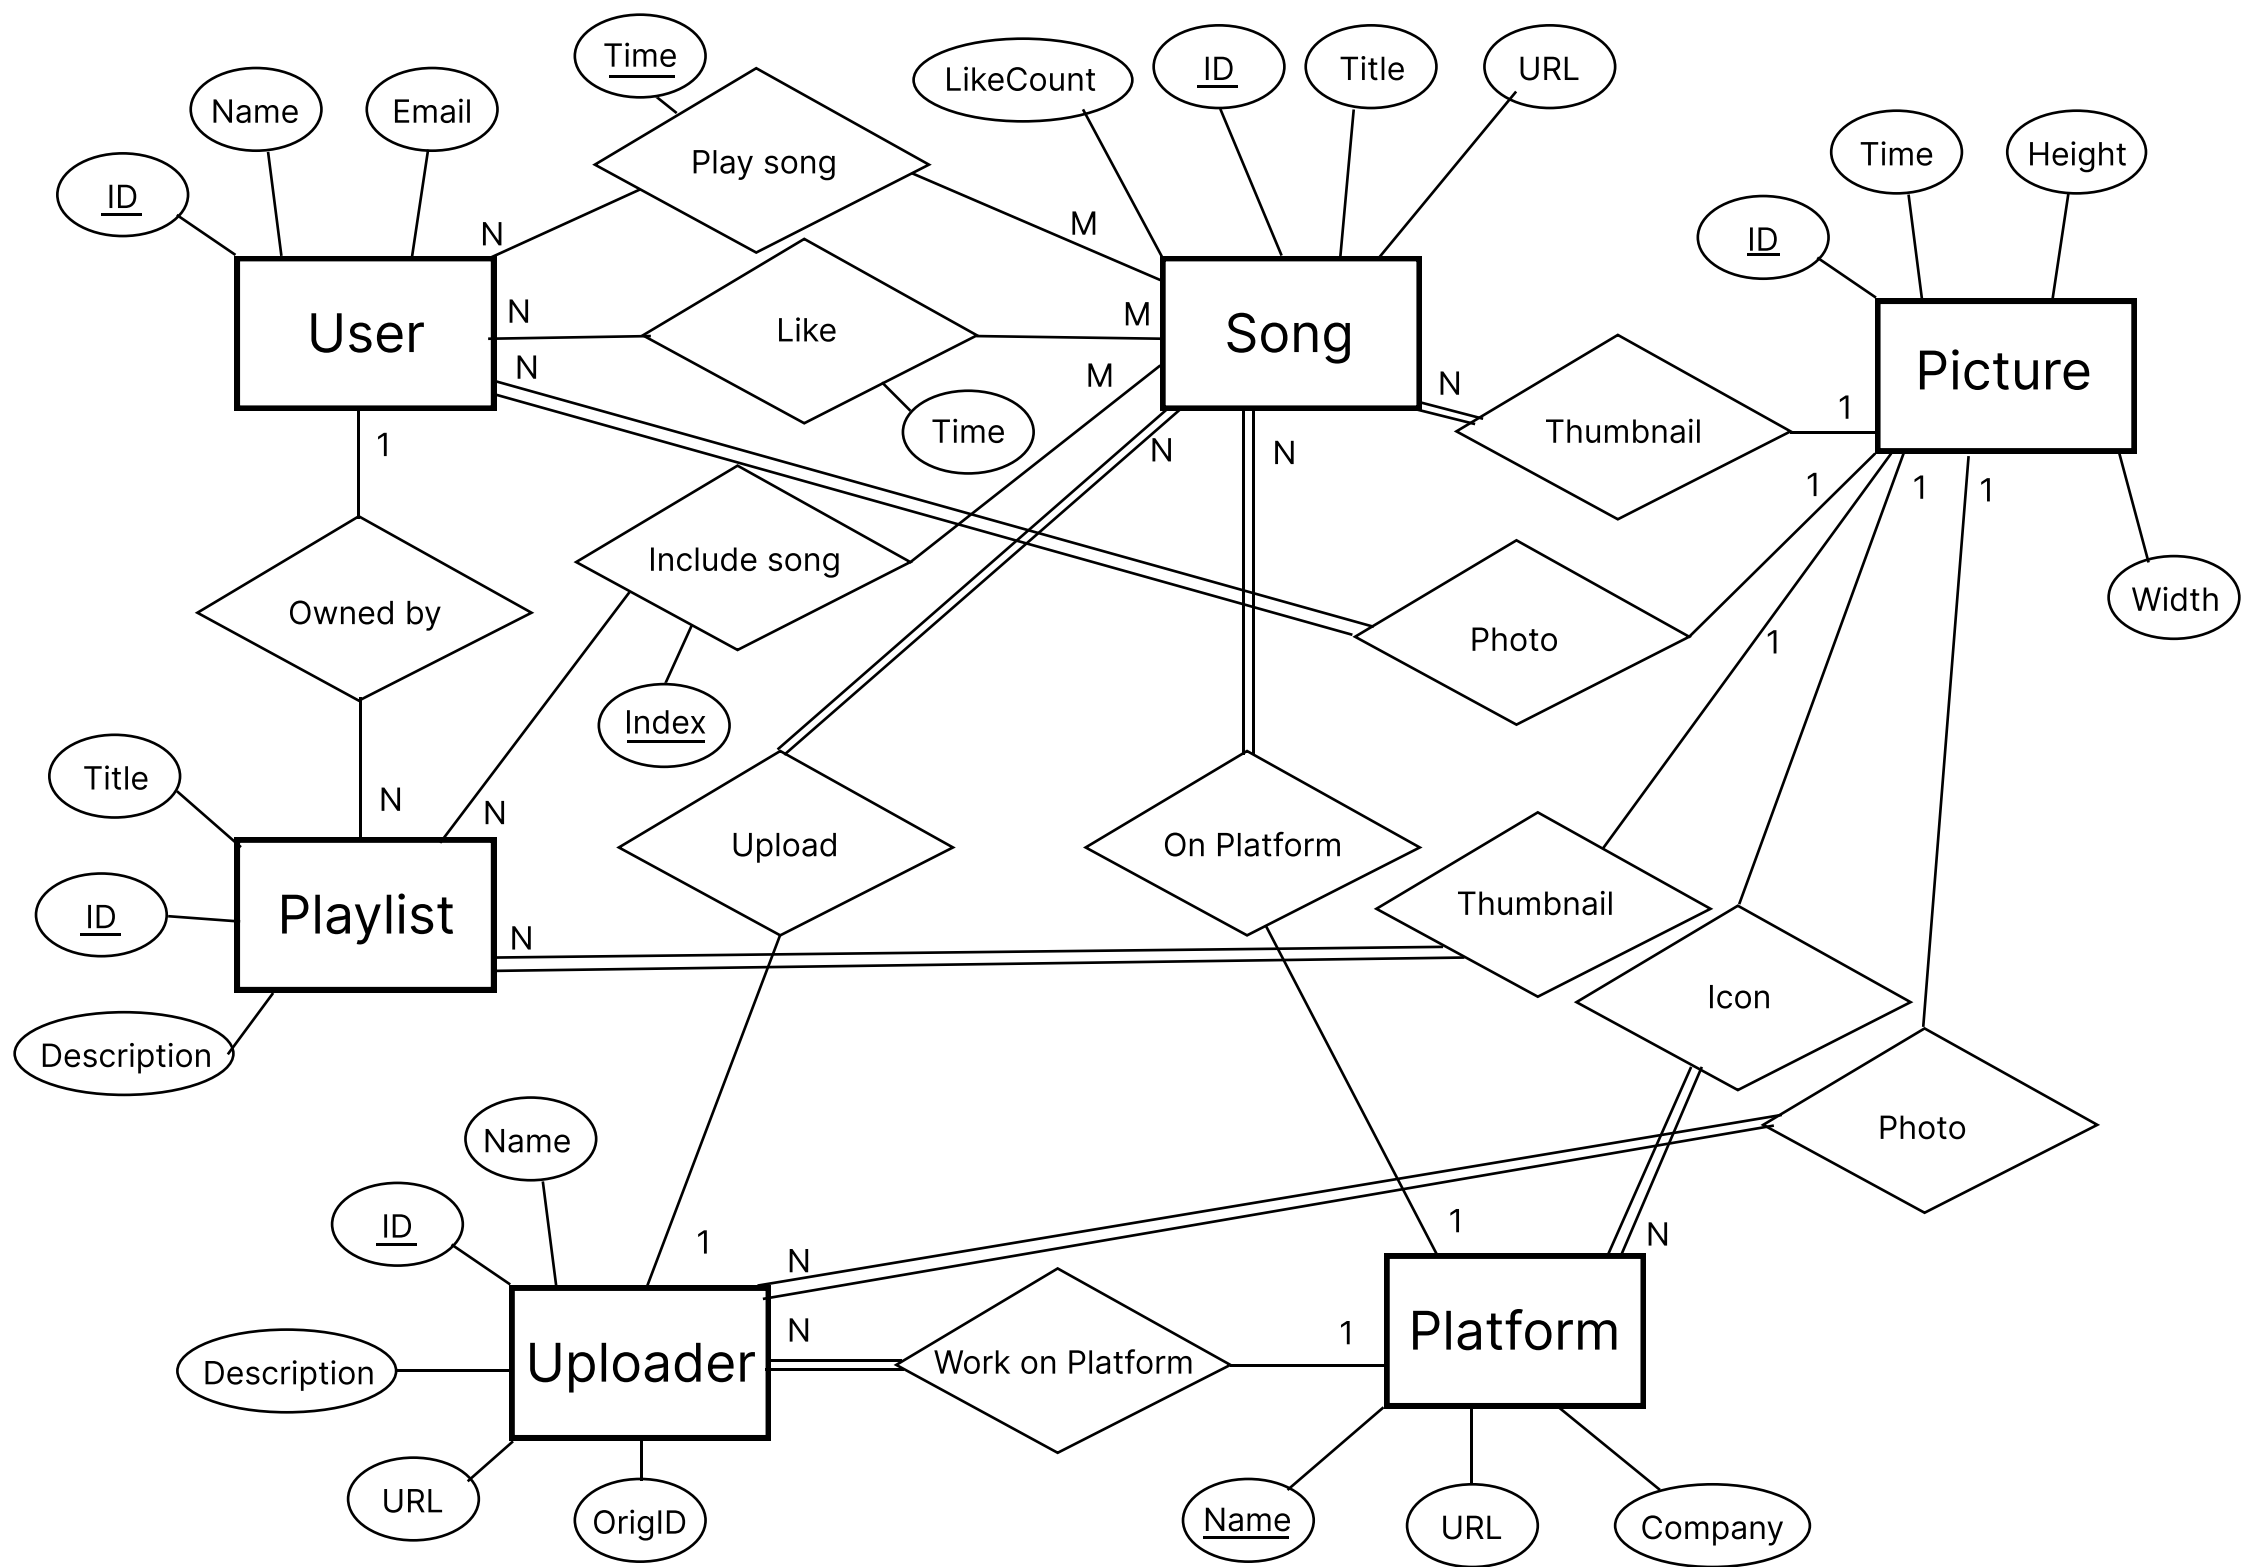 Time
LikeCount
ID
Title
URL
Name
Email
Time
Height
ID
Play song
ID
N
M
User
N
Like
M
Song
Picture
N
M
N
Thumbnail
1
Time
1
N
N
1
1
1
Include song
Owned by
Photo
1
Width
Index
Title
N
N
Upload
On Platform
Thumbnail
ID
Playlist
N
Icon
Description
Name
Photo
ID
1
N
1
N
Description
Uploader
N
Work on Platform
1
Platform
URL
OrigID
Name
URL
Company